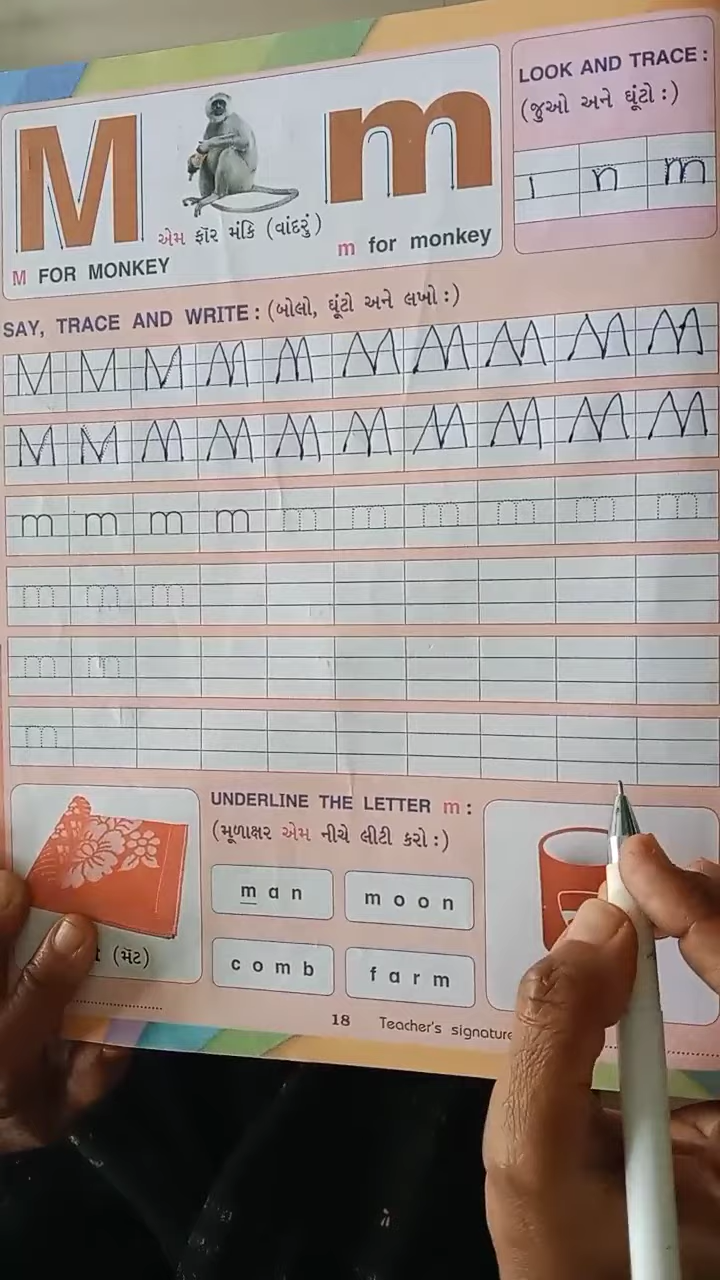 M m
એમ ફૉર મંકિ (વાંદરું)
M FOR MONKEY
m for monkey
LOOK AND TRACE :
(જુઓ અને ઘૂંટો :)
ı n m
SAY, TRACE AND WRITE : (બોલો, ઘૂંટો અને લખો :)
M M M M M M M M M M
M M M M M M M M M M
m m m m m m m m m m
m m m
m m
m
UNDERLINE THE LETTER m :
(મૂળાક્ષર એમ નીચે લીટી કરો :)
man moon
comb farm
(મૅટ)
18 Teacher's signature